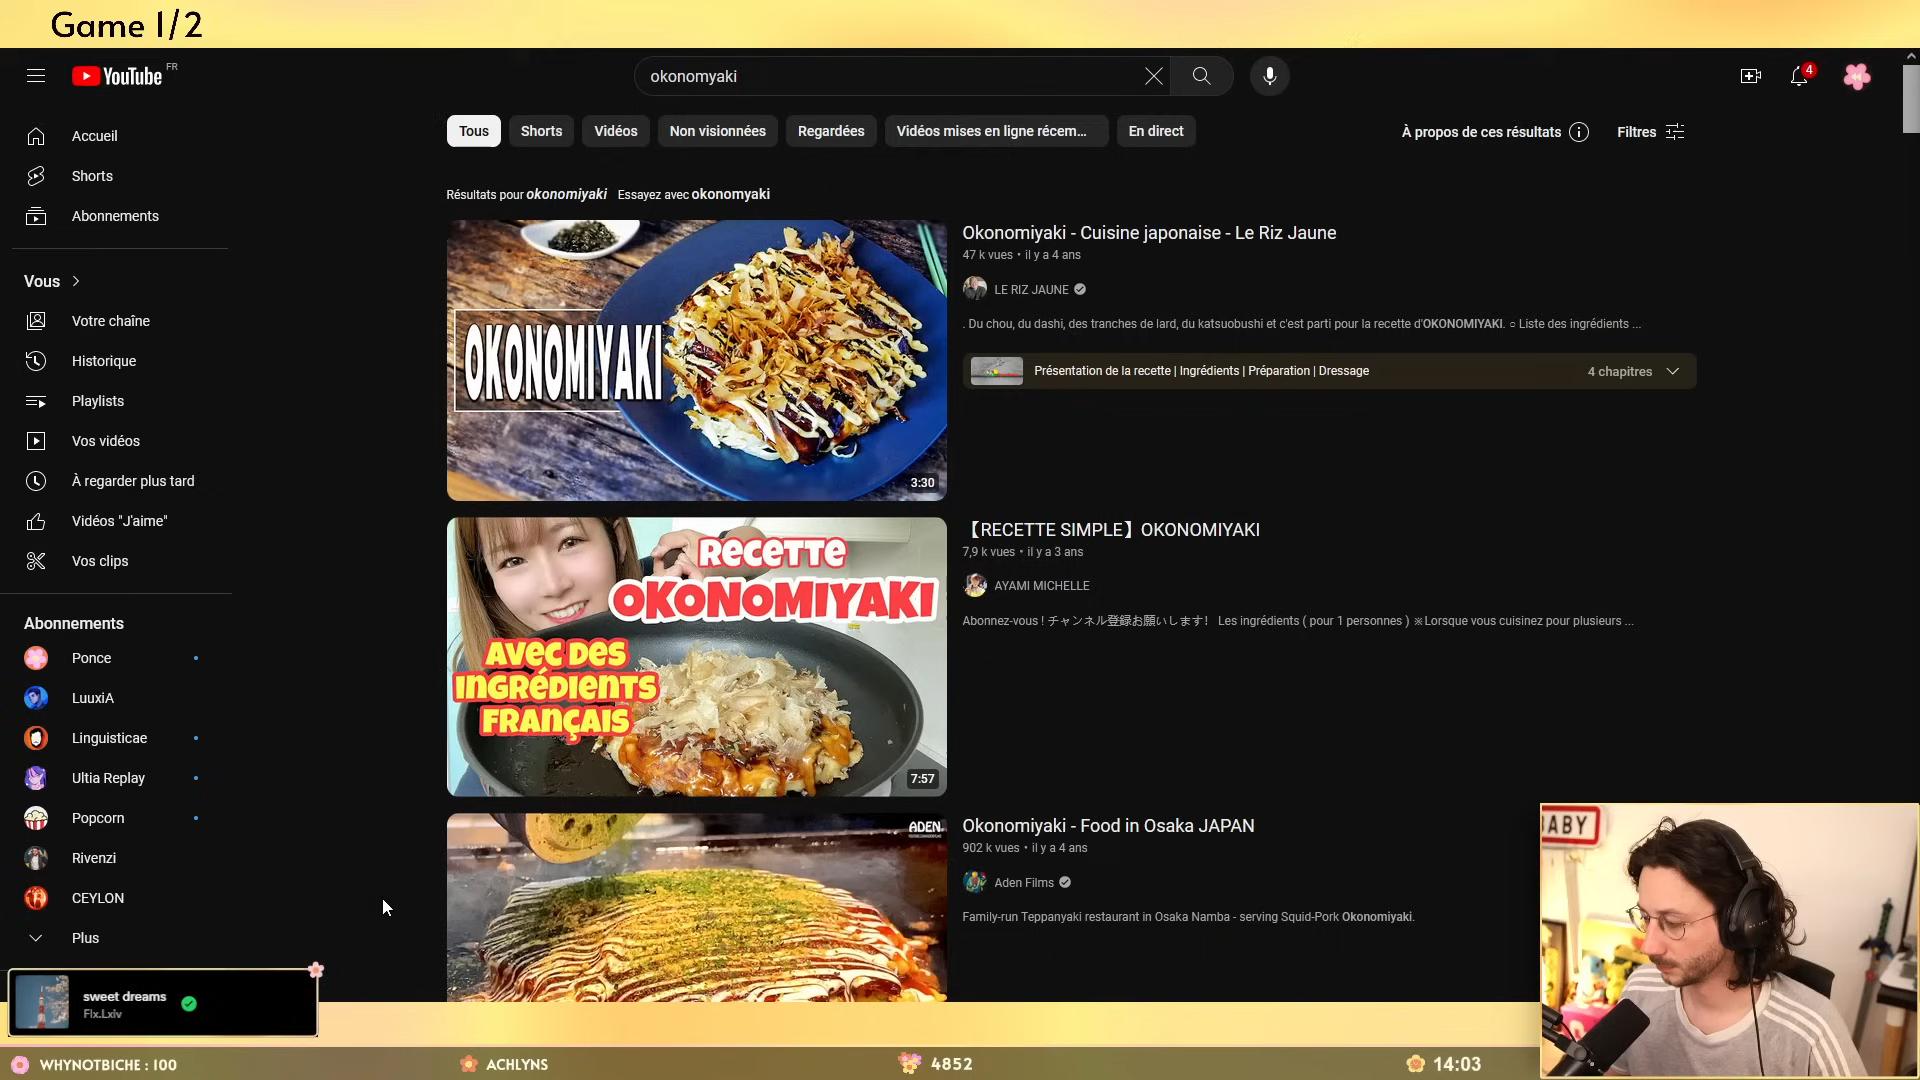 Game 1/2
YouTube FR
okonomyaki
4
Tous
Shorts
Vidéos
Non visionnées
Regardées
Vidéos mises en ligne récem...
En direct
À propos de ces résultats
Filtres
Accueil
Shorts
Abonnements
Vous
Votre chaîne
Historique
Playlists
Vos vidéos
À regarder plus tard
Vidéos "J'aime"
Vos clips
Abonnements
Ponce
LuuxiA
Linguisticae
Ultia Replay
Popcorn
Rivenzi
CEYLON
Plus
Résultats pour okonomiyaki Essayez avec okonomyaki
OKONOMIYAKI
3:30
Okonomiyaki - Cuisine japonaise - Le Riz Jaune
47 k vues • il y a 4 ans
LE RIZ JAUNE
. Du chou, du dashi, des tranches de lard, du katsuobushi et c'est parti pour la recette d'OKONOMIYAKI. ○ Liste des ingrédients ...
Présentation de la recette | Ingrédients | Préparation | Dressage
4 chapitres
Recette
OKONOMIYAKI
AVEC DES
INGRÉDIENTS
FRANÇAIS
7:57
【RECETTE SIMPLE】OKONOMIYAKI
7,9 k vues • il y a 3 ans
AYAMI MICHELLE
Abonnez-vous ! チャンネル登録お願いします！ Les ingrédients ( pour 1 personnes ) ※Lorsque vous cuisinez pour plusieurs ...
ADEN
Okonomiyaki - Food in Osaka JAPAN
902 k vues • il y a 4 ans
Aden Films
Family-run Teppanyaki restaurant in Osaka Namba - serving Squid-Pork Okonomiyaki.
BABY
sweet dreams
Flx.Lxiv
WHYNOTBICHE : 100
ACHLYNS
4852
14:03